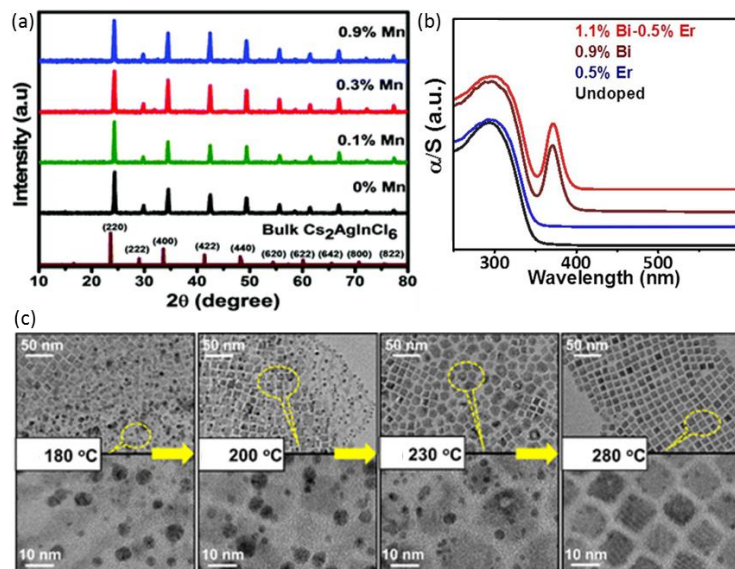 (a)
0.9% Mn
0.3% Mn
0.1% Mn
0% Mn
Bulk Cs₂AgInCl₆
(220)
(222)
(400)
(422)
(440)
(620)
(622)
(642)
(800)
(822)
Intensity (a.u)
10 20 30 40 50 60 70 80
2θ (degree)
(b)
1.1% Bi-0.5% Er
0.9% Bi
0.5% Er
Undoped
α/S (a.u.)
300 400 500
Wavelength (nm)
(c)
50 nm
50 nm
50 nm
50 nm
180 °C
200 °C
230 °C
280 °C
10 nm
10 nm
10 nm
10 nm